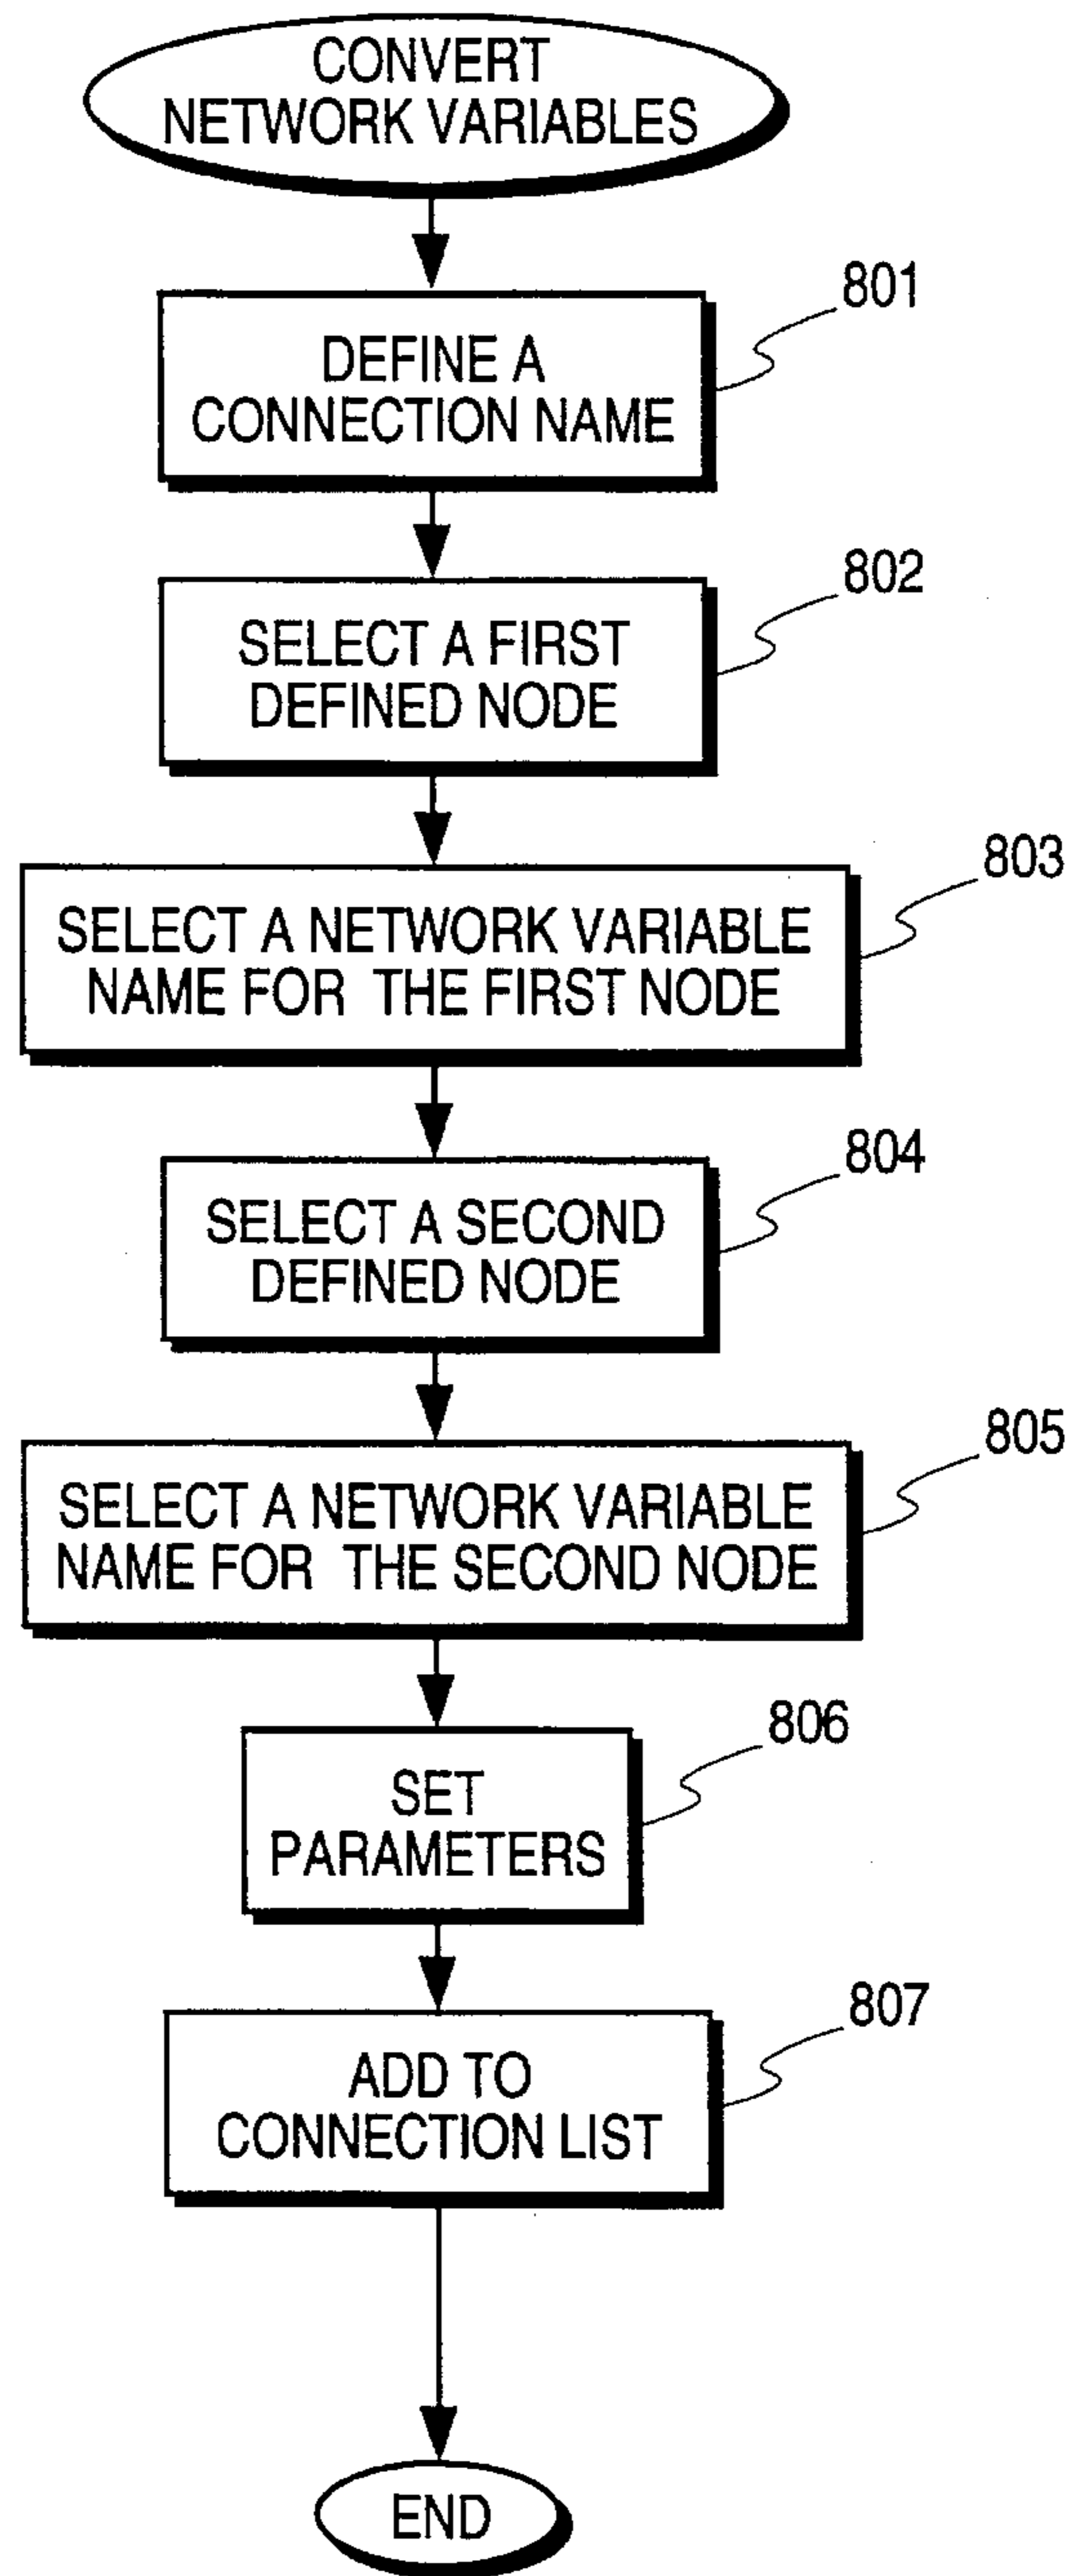 CONVERT
NETWORK VARIABLES
801
DEFINE A
CONNECTION NAME
802
SELECT A FIRST
DEFINED NODE
803
SELECT A NETWORK VARIABLE
NAME FOR THE FIRST NODE
804
SELECT A SECOND
DEFINED NODE
805
SELECT A NETWORK VARIABLE
NAME FOR THE SECOND NODE
806
SET
PARAMETERS
807
ADD TO
CONNECTION LIST
END